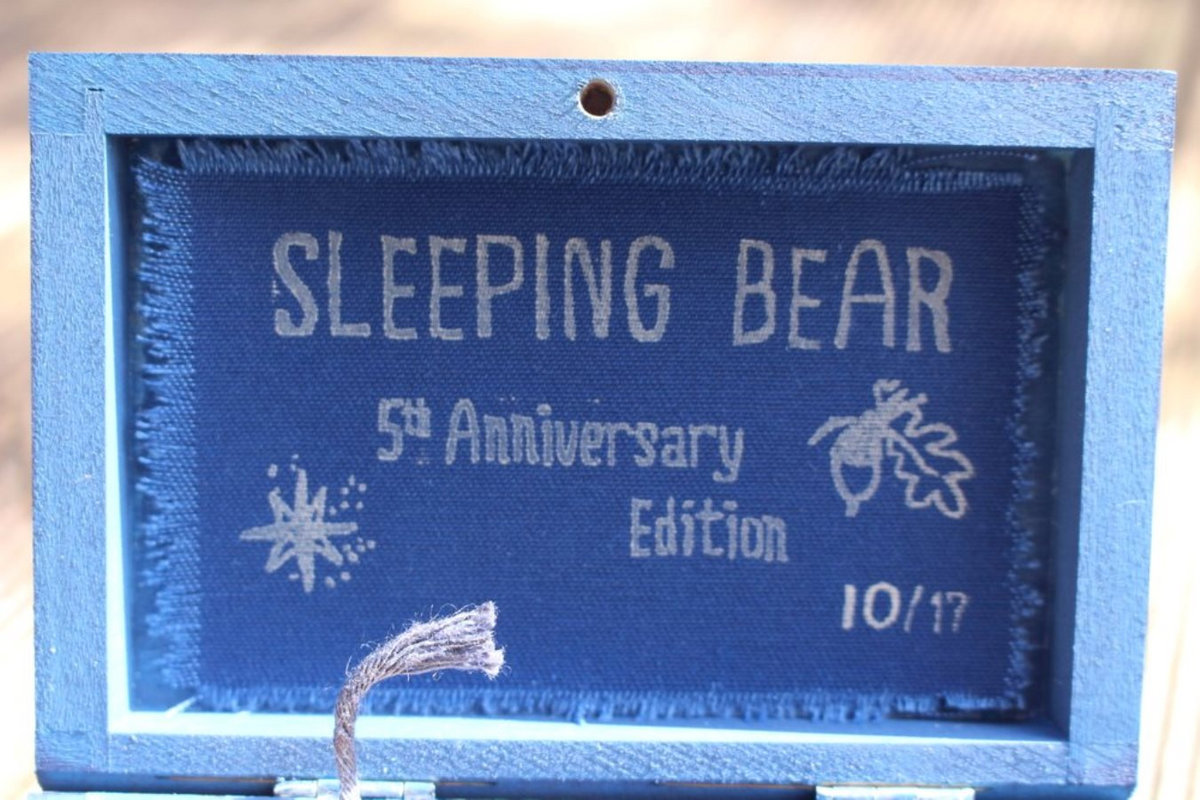 SLEEPING BEAR
5th Anniversary
Edition
10/17